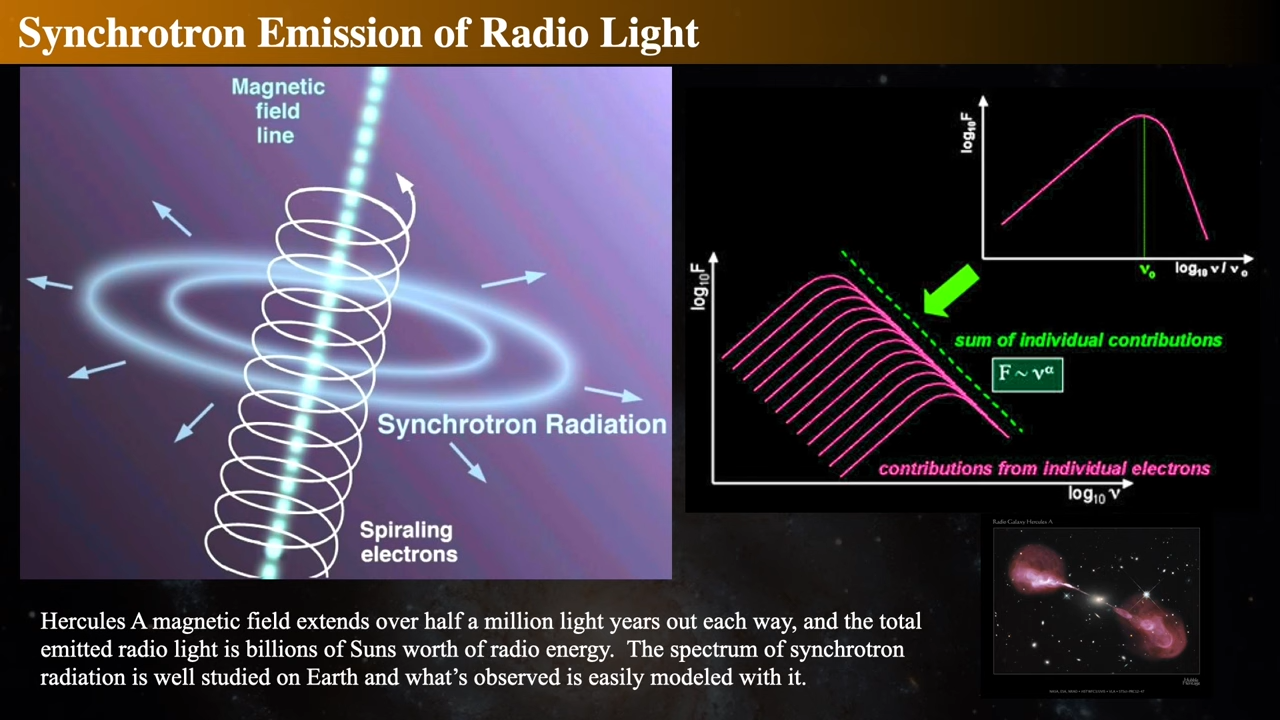 Synchrotron Emission of Radio Light
Magnetic
field
line
Synchrotron Radiation
Spiraling
electrons
log₁₀F
ν₀
log₁₀ ν / ν₀
log₁₀F
sum of individual contributions
F ~ ν^α
contributions from individual electrons
log₁₀ ν
Radio Galaxy Hercules A
Hubble
Heritage
Hercules A magnetic field extends over half a million light years out each way, and the total
emitted radio light is billions of Suns worth of radio energy.  The spectrum of synchrotron
radiation is well studied on Earth and what’s observed is easily modeled with it.